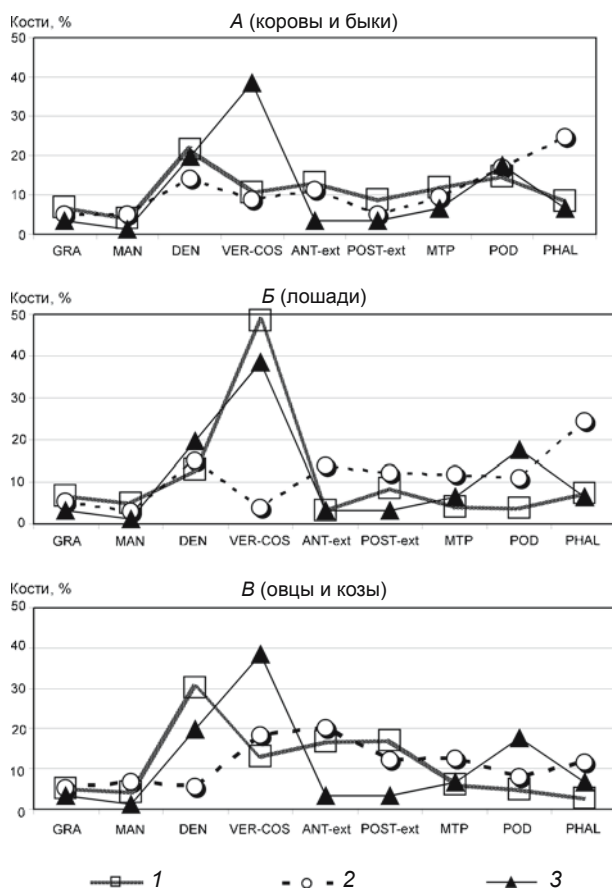 А (коровы и быки)
Кости, %
50
40
30
20
10
0
GRA MAN DEN VER-COS ANT-ext POST-ext MTP POD PHAL
Б (лошади)
Кости, %
50
40
30
20
10
0
GRA MAN DEN VER-COS ANT-ext POST-ext MTP POD PHAL
В (овцы и козы)
Кости, %
50
40
30
20
10
0
GRA MAN DEN VER-COS ANT-ext POST-ext MTP POD PHAL
1 2 3